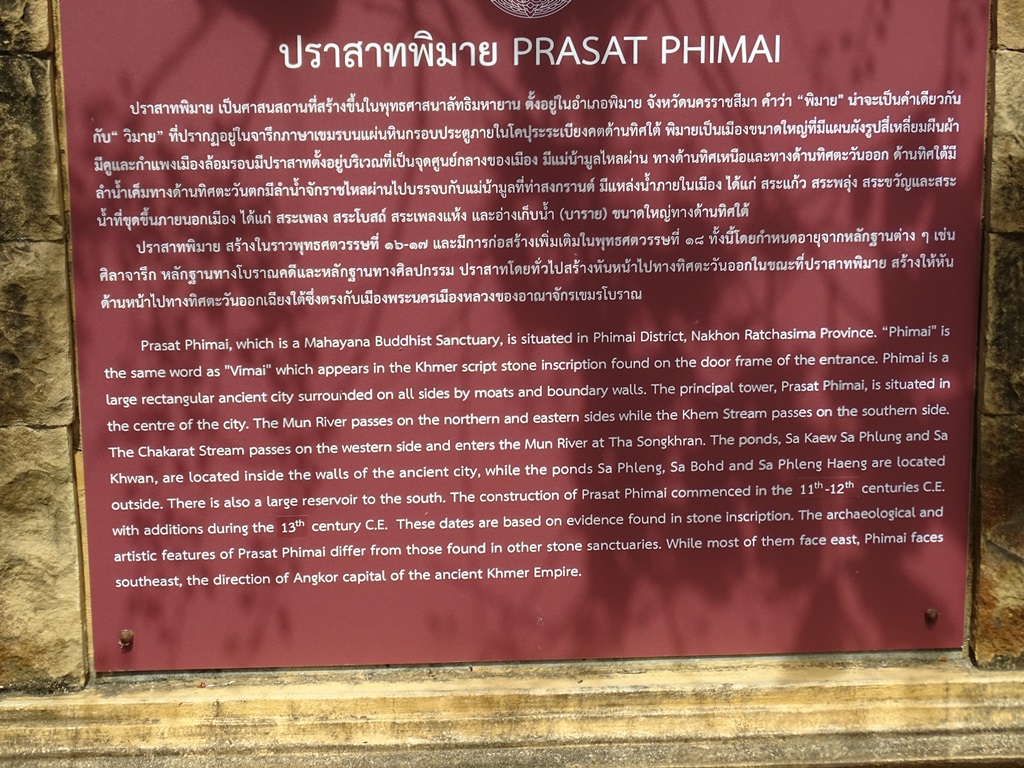 ปราสาทพิมาย PRASAT PHIMAI
ปราสาทพิมาย เป็นศาสนสถานที่สร้างขึ้นในพุทธศาสนาลัทธิมหายาน ตั้งอยู่ในอำเภอพิมาย จังหวัดนครราชสีมา คำว่า “พิมาย" น่าจะเป็นคำเดียวกัน
กับ“ วิมาย” ที่ปรากฏอยู่ในจารึกภาษาเขมรบนแผ่นหินกรอบประตูภายในโคปุระระเบียงคตด้านทิศใต้ พิมายเป็นเมืองขนาดใหญ่ที่มีแผนผังรูปสี่เหลี่ยมผืนผ้า
มีคูและกำแพงเมืองล้อมรอบมีปราสาทตั้งอยู่บริเวณที่เป็นจุดศูนย์กลางของเมือง มีแม่น้ำมูลไหลผ่าน ทางด้านทิศเหนือและทางด้านทิศตะวันออก ด้านทิศใต้มี
ลำน้ำเค็มทางด้านทิศตะวันตกมีลำน้ำจักราชไหลผ่านไปบรรจบกับแม่น้ำมูลที่ท่าสงกรานต์ มีแหล่งน้ำภายในเมือง ได้แก่ สระแก้ว สระพลุ่ง สระขวัญและสระ
น้ำที่ขุดขึ้นภายนอกเมือง ได้แก่ สระเพลง สระโบสถ์ สระเพลงแห้ง และอ่างเก็บน้ำ (บาราย) ขนาดใหญ่ทางด้านทิศใต้
ปราสาทพิมาย สร้างในราวพุทธศตวรรษที่ ๑๖-๑๗ และมีการก่อสร้างเพิ่มเติมในพุทธศตวรรษที่ ๑๘ ทั้งนี้โดยกำหนดอายุจากหลักฐานต่าง ๆ เช่น
ศิลาจารึก หลักฐานทางโบราณคดีและหลักฐานทางศิลปกรรม ปราสาทโดยทั่วไปสร้างหันหน้าไปทางทิศตะวันออกในขณะที่ปราสาทพิมาย สร้างให้หัน
ด้านหน้าไปทางทิศตะวันออกเฉียงใต้ซึ่งตรงกับเมืองพระนครเมืองหลวงของอาณาจักรเขมรโบราณ
Prasat Phimai, which is a Mahayana Buddhist Sanctuary, is situated in Phimai District, Nakhon Ratchasima Province. “Phimai" is
the same word as "Vimai" which appears in the Khmer script stone inscription found on the door frame of the entrance. Phimai is a
large rectangular ancient city surrounded on all sides by moats and boundary walls. The principal tower, Prasat Phimai, is situated in
the centre of the city. The Mun River passes on the northern and eastern sides while the Khem Stream passes on the southern side.
The Chakarat Stream passes on the western side and enters the Mun River at Tha Songkhran. The ponds, Sa Kaew Sa Phlung and Sa
Khwan, are located inside the walls of the ancient city, while the ponds Sa Phleng, Sa Bohd and Sa Phleng Haeng are located
outside. There is also a large reservoir to the south. The construction of Prasat Phimai commenced in the 11th-12th centuries C.E.
with additions during the 13th century C.E. These dates are based on evidence found in stone inscription. The archaeological and
artistic features of Prasat Phimai differ from those found in other stone sanctuaries. While most of them face east, Phimai faces
southeast, the direction of Angkor capital of the ancient Khmer Empire.